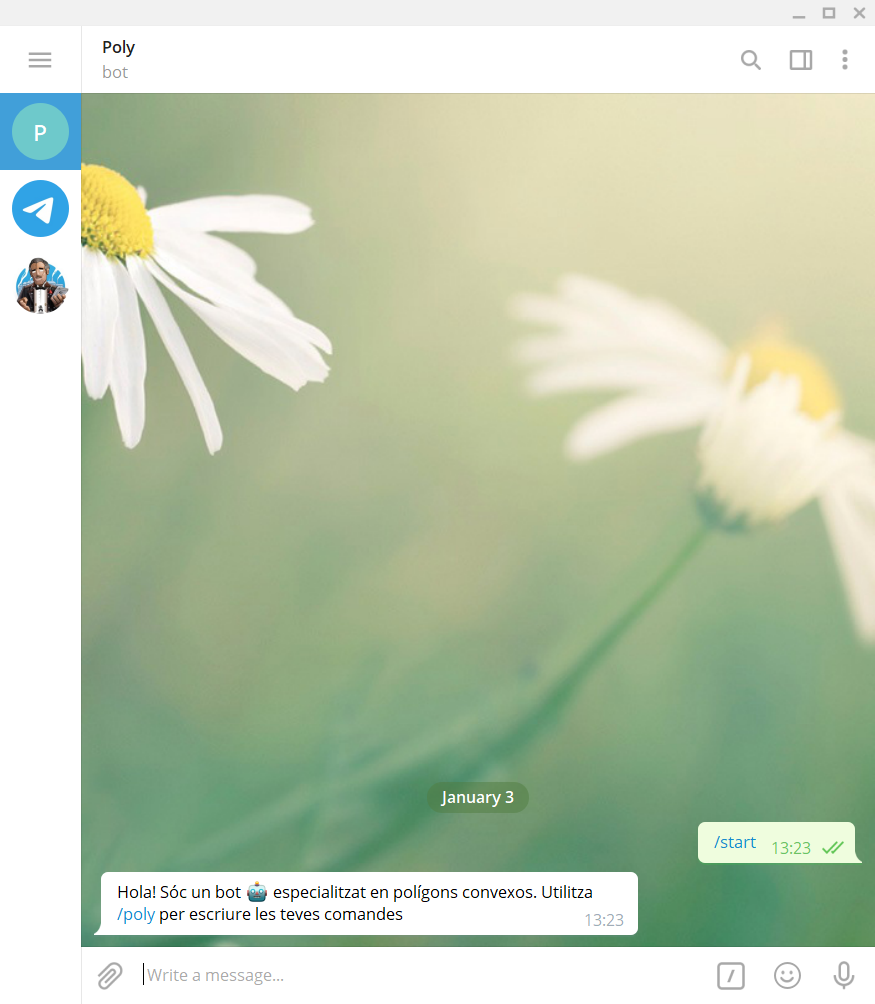 Poly
bot
P
January 3
/start 13:23
Hola! Sóc un bot 🤖 especialitzat en polígons convexos. Utilitza
/poly per escriure les teves comandes
13:23
Write a message...